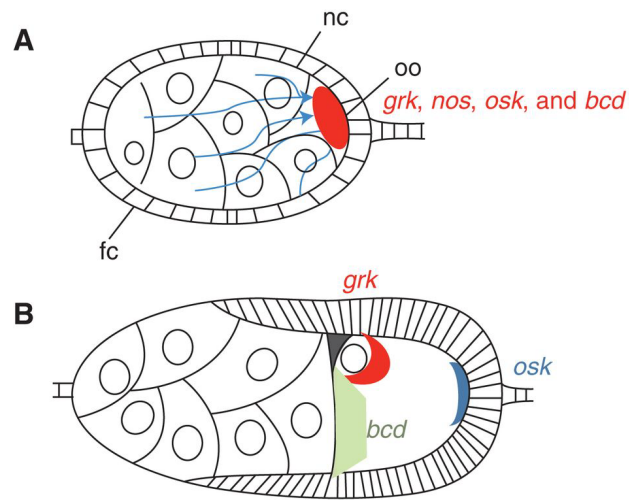 A
nc
oo
grk, nos, osk, and bcd
fc
B
grk
osk
bcd